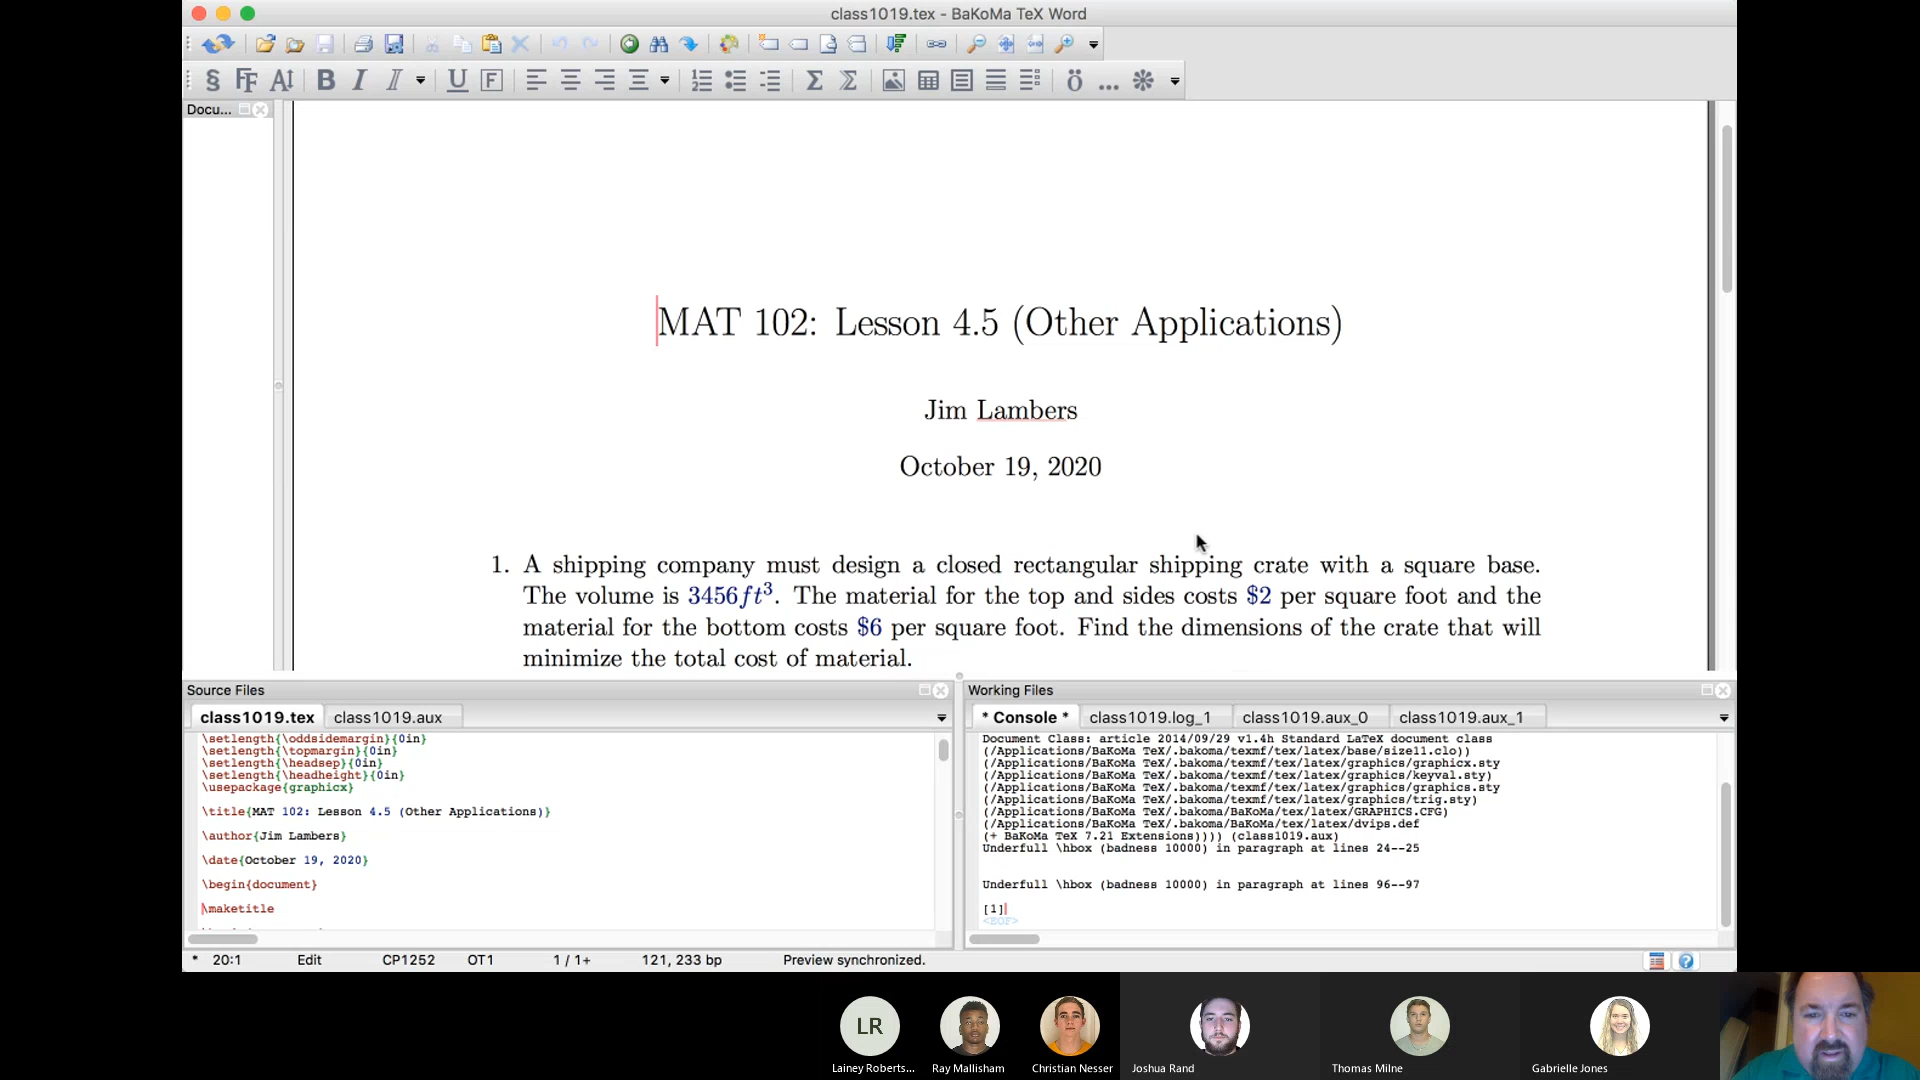 class1019.tex - BaKoMa TeX Word
Docu...
MAT 102: Lesson 4.5 (Other Applications)
Jim Lambers
October 19, 2020
1. A shipping company must design a closed rectangular shipping crate with a square base.
The volume is 3456ft³. The material for the top and sides costs $2 per square foot and the
material for the bottom costs $6 per square foot. Find the dimensions of the crate that will
minimize the total cost of material.
Source Files
class1019.tex class1019.aux
\setlength{\oddsidemargin}{0in}
\setlength{\topmargin}{0in}
\setlength{\headsep}{0in}
\setlength{\headheight}{0in}
\usepackage{graphicx}
\title{MAT 102: Lesson 4.5 (Other Applications)}
\author{Jim Lambers}
\date{October 19, 2020}
\begin{document}
\maketitle
Working Files
* Console * class1019.log_1 class1019.aux_0 class1019.aux_1
Document Class: article 2014/09/29 v1.4h Standard LaTeX document class
(/Applications/BaKoMa TeX/.bakoma/texmf/tex/latex/base/size11.clo))
(/Applications/BaKoMa TeX/.bakoma/texmf/tex/latex/graphics/graphicx.sty
(/Applications/BaKoMa TeX/.bakoma/texmf/tex/latex/graphics/keyval.sty)
(/Applications/BaKoMa TeX/.bakoma/texmf/tex/latex/graphics/graphics.sty
(/Applications/BaKoMa TeX/.bakoma/texmf/tex/latex/graphics/trig.sty)
(/Applications/BaKoMa TeX/.bakoma/BaKoMa/tex/latex/GRAPHICS.CFG)
(/Applications/BaKoMa TeX/.bakoma/BaKoMa/tex/latex/dvips.def
(+ BaKoMa TeX 7.21 Extensions)))) (class1019.aux)
Underfull \hbox (badness 10000) in paragraph at lines 24--25
Underfull \hbox (badness 10000) in paragraph at lines 96--97
[1]
<EOF>
* 20:1 Edit CP1252 OT1 1 / 1+ 121, 233 bp Preview synchronized.
LR
Lainey Roberts... Ray Mallisham Christian Nesser Joshua Rand Thomas Milne Gabrielle Jones